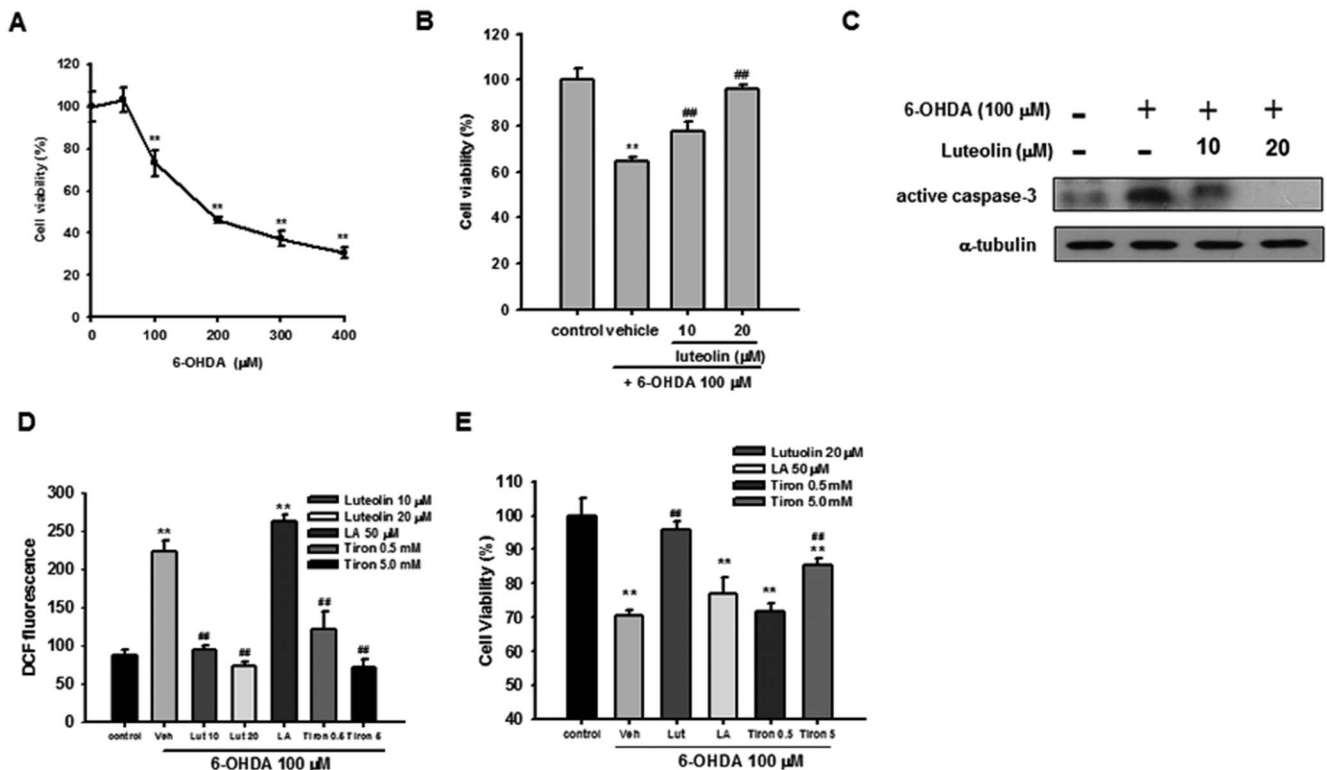 A
120
100
80
60
40
20
0
Cell viability (%)
**
**
**
**
0 100 200 300 400
6-OHDA (μM)
B
120
100
80
60
40
20
0
Cell viability (%)
**
##
##
control vehicle 10 20
luteolin (μM)
+ 6-OHDA 100 μM
C
6-OHDA (100 μM) - + + +
Luteolin (μM) - - 10 20
active caspase-3
α-tubulin
D
300
250
200
150
100
50
0
DCF fluorescence
Luteolin 10 μM
Luteolin 20 μM
LA 50 μM
Tiron 0.5 mM
Tiron 5.0 mM
**
##
##
**
##
##
control Veh Lut 10 Lut 20 LA Tiron 0.5 Tiron 5
6-OHDA 100 μM
E
110
100
90
80
70
60
50
40
Cell Viability (%)
Lutuolin 20 μM
LA 50 μM
Tiron 0.5 mM
Tiron 5.0 mM
**
##
**
**
##
**
control Veh Lut LA Tiron 0.5 Tiron 5
6-OHDA 100 μM